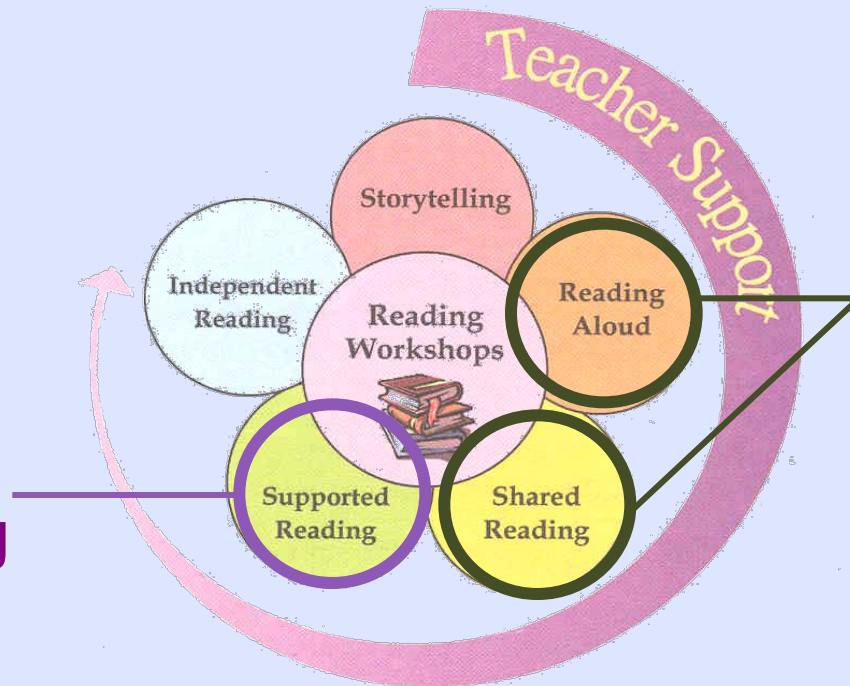 Teacher Support
Storytelling
Independent
Reading
Reading
Aloud
Reading
Workshops
Supported
Reading
Shared
Reading